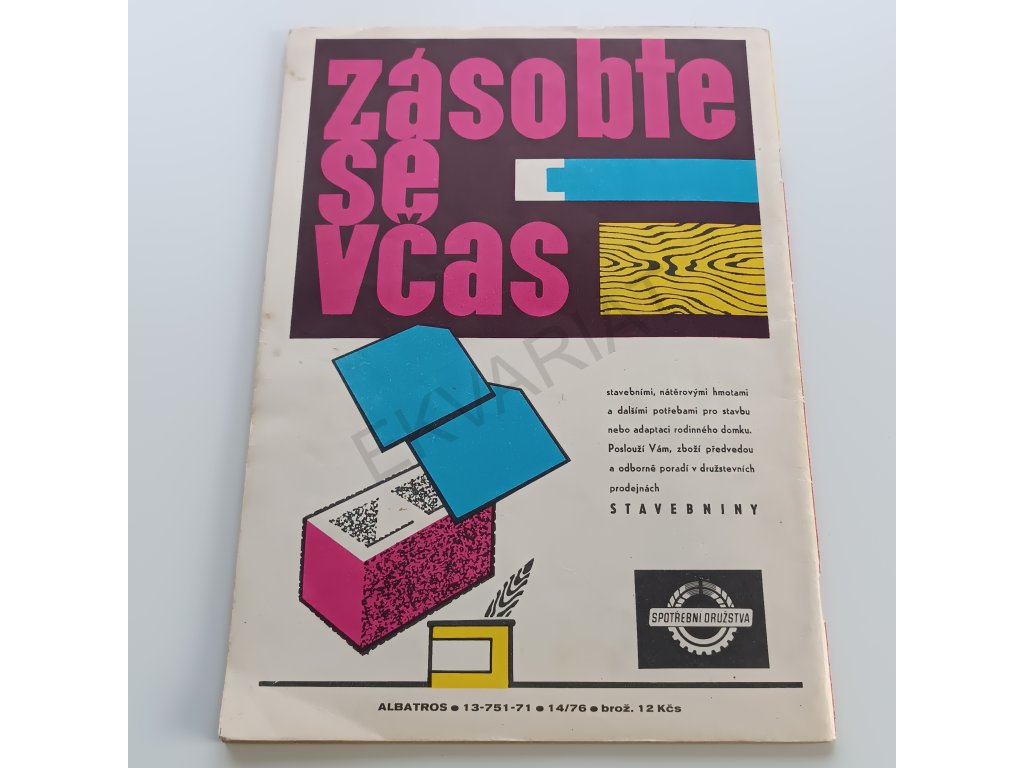 zásobte
se
včas
stavebními, nátěrovými hmotami
a dalšími potřebami pro stavbu
nebo adaptaci rodinného domku.
Poslouží Vám, zboží předvedou
a odborně poradí v družstevních
prodejnách
STAVEBNINY
SPOTŘEBNÍ DRUŽSTVA
ALBATROS ● 13-751-71 ● 14/76 ● brož. 12 Kčs